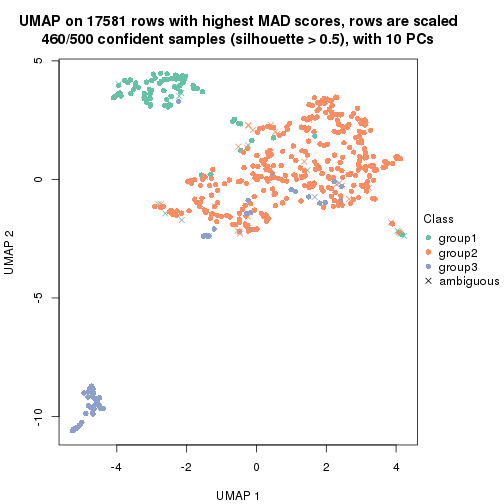 UMAP on 17581 rows with highest MAD scores, rows are scaled
460/500 confident samples (silhouette > 0.5), with 10 PCs
5
0
-5
-10
UMAP 2
-4
-2
0
2
4
UMAP 1
Class
group1
group2
group3
ambiguous